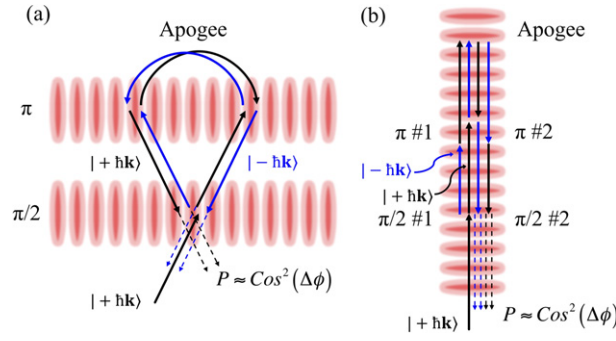 (a)
Apogee
π
|+ħk⟩
|−ħk⟩
π/2
|+ħk⟩
P≈Cos²(Δϕ)
(b)
Apogee
π #1
π #2
|−ħk⟩
|+ħk⟩
π/2 #1
π/2 #2
|+ħk⟩
P≈Cos²(Δϕ)